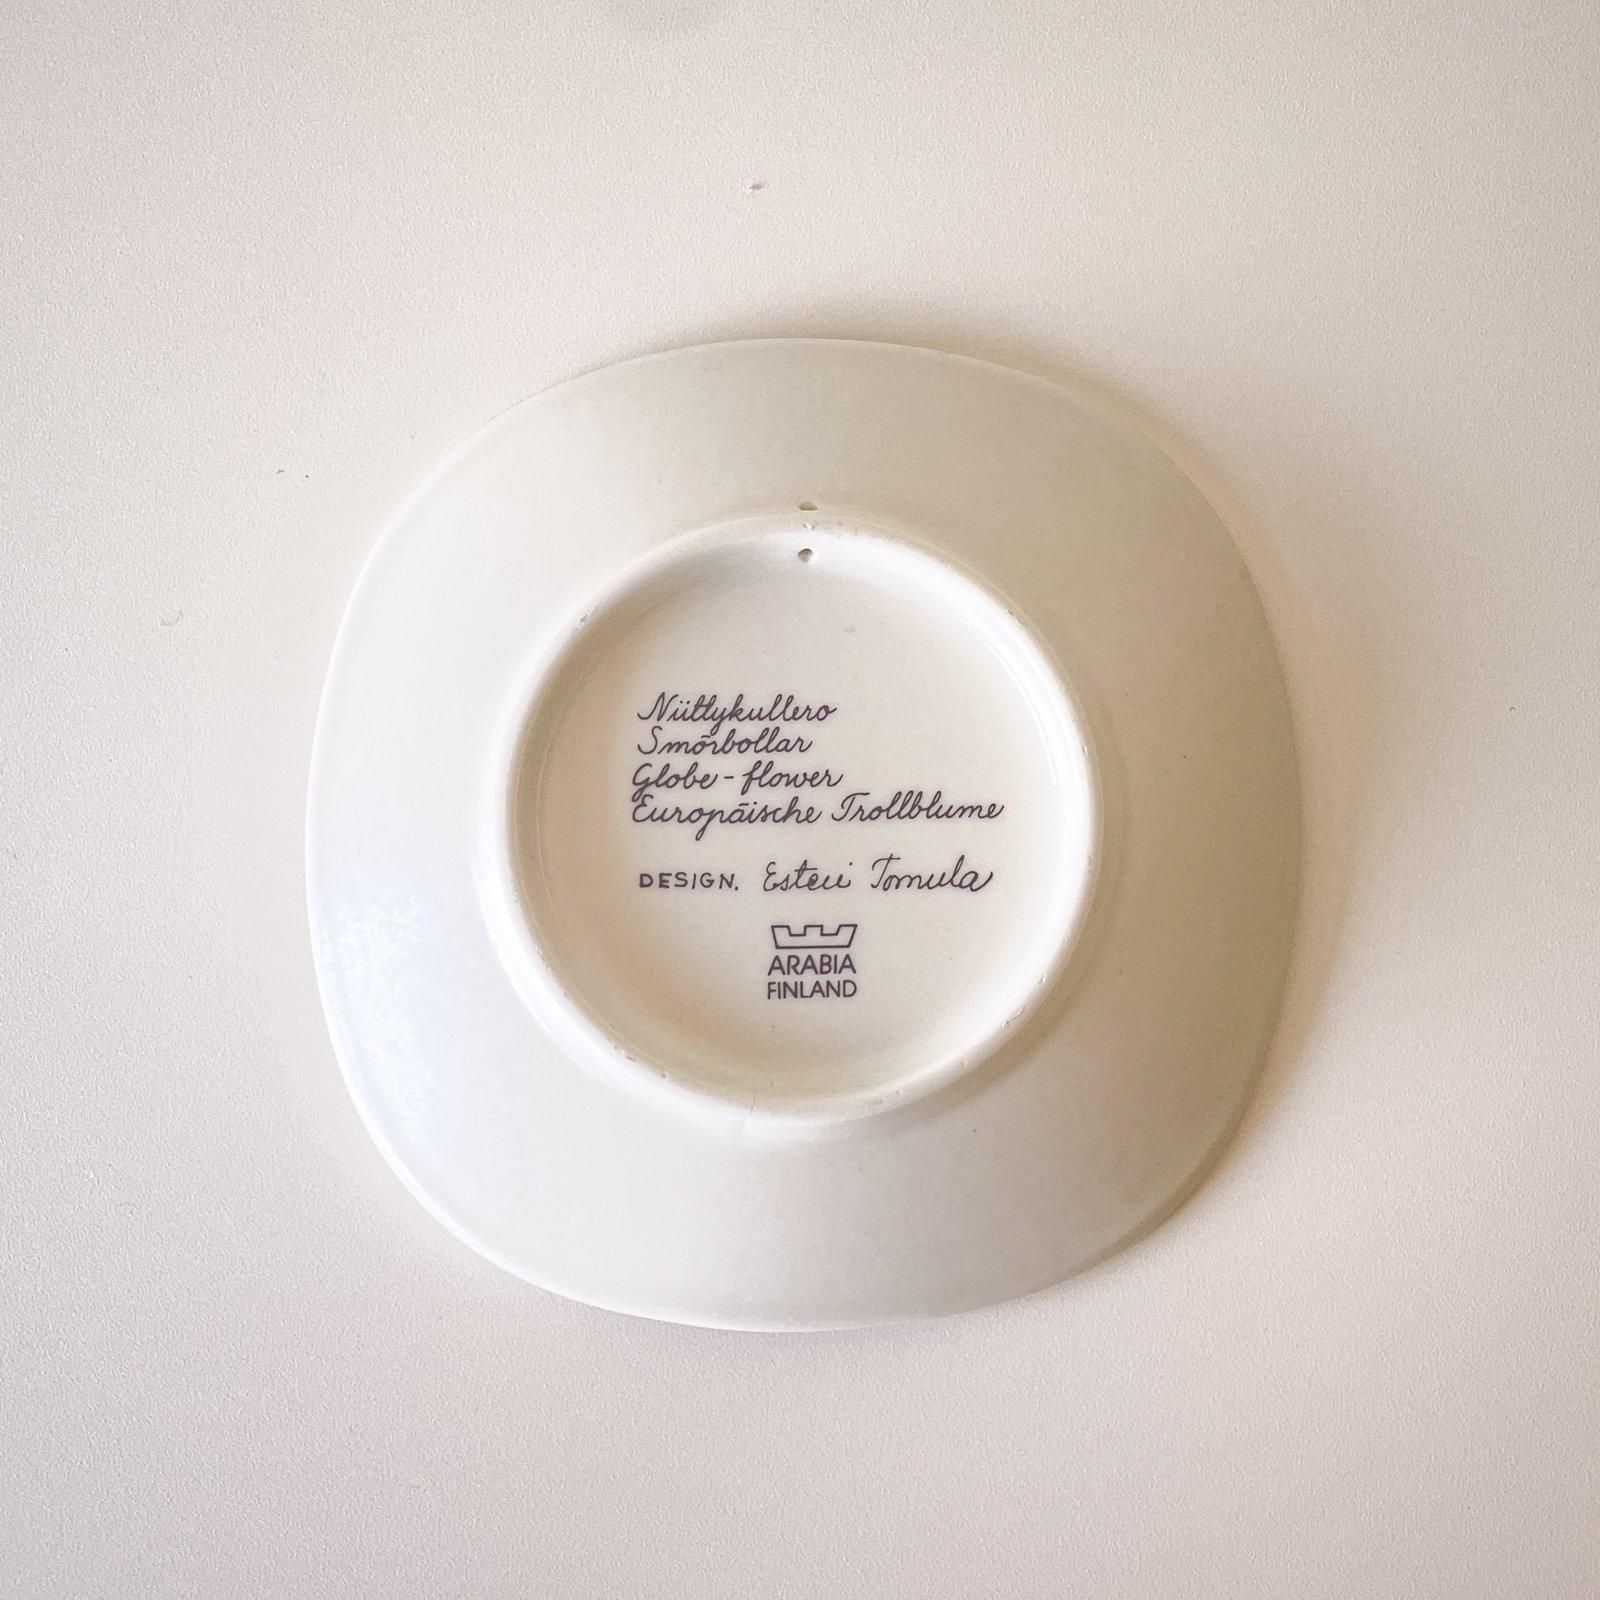 Niittykullero
Smörbollar
Globe-flower
Europäische Trollblume
DESIGN. Esteri Tomula
ARABIA
FINLAND